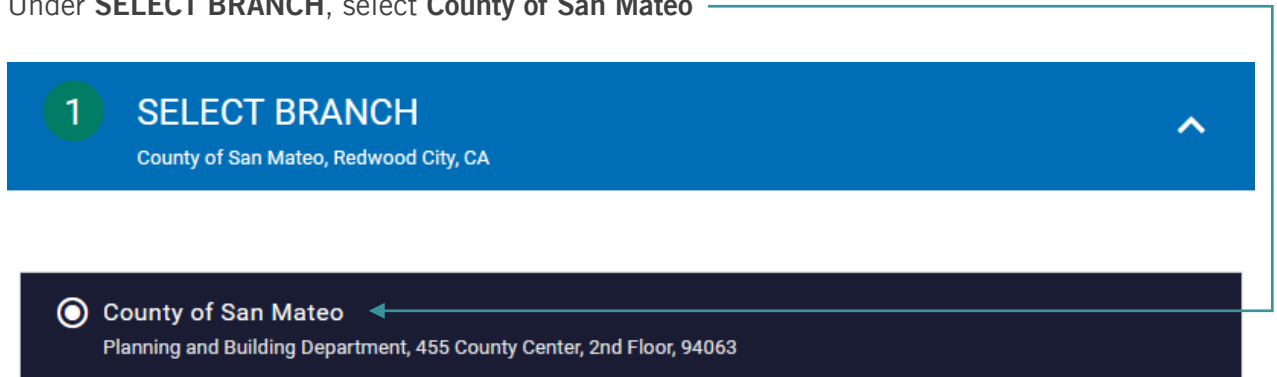 Under SELECT BRANCH, select County of San Mateo
1
SELECT BRANCH
County of San Mateo, Redwood City, CA
County of San Mateo
Planning and Building Department, 455 County Center, 2nd Floor, 94063